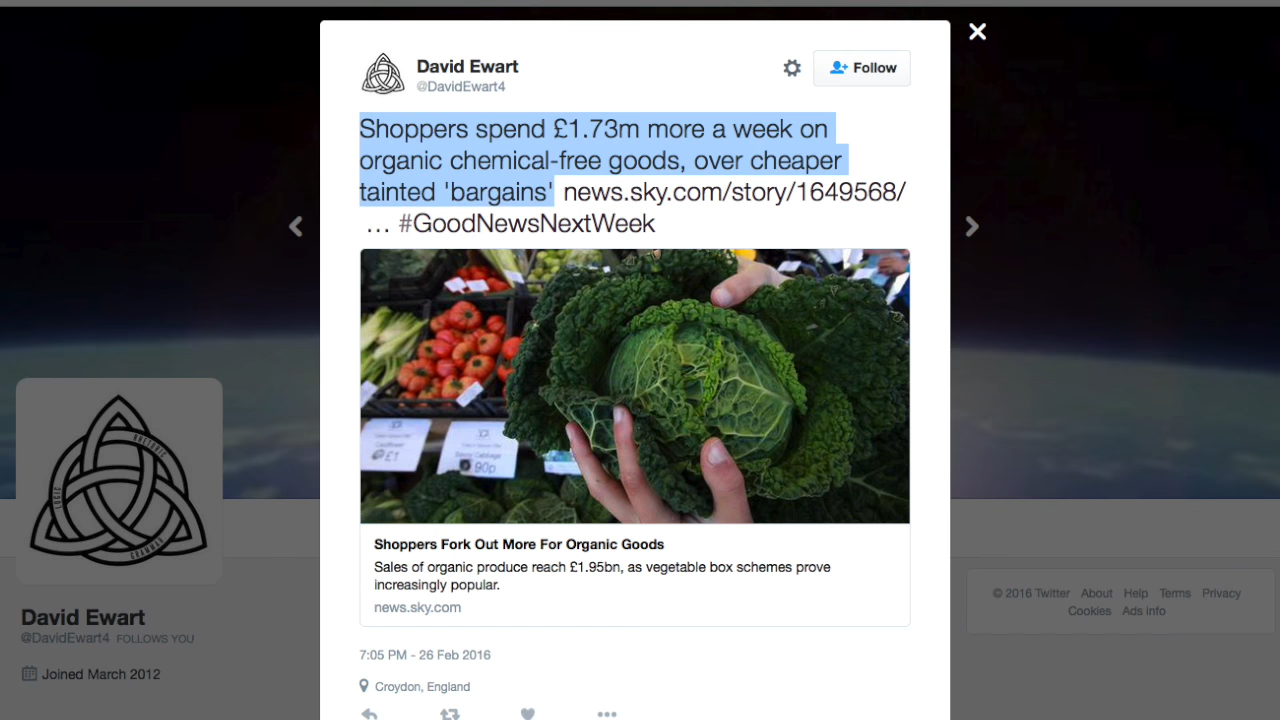 David Ewart
@DavidEwart4
Follow
Shoppers spend £1.73m more a week on
organic chemical-free goods, over cheaper
tainted 'bargains' news.sky.com/story/1649568/
… #GoodNewsNextWeek
£1
90p
Shoppers Fork Out More For Organic Goods
Sales of organic produce reach £1.95bn, as vegetable box schemes prove
increasingly popular.
news.sky.com
7:05 PM - 26 Feb 2016
Croydon, England
RHETORIC
LOGIC
GRAMMAR
David Ewart
@DavidEwart4 FOLLOWS YOU
Joined March 2012
© 2016 Twitter About Help Terms Privacy
Cookies Ads info